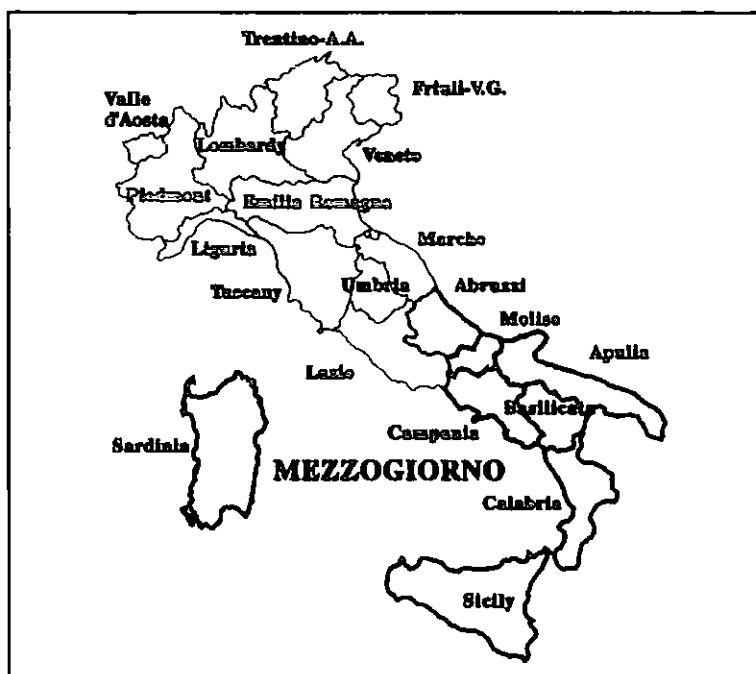 Trentino-A.A.
Friuli-V.G.
Valle
d'Aosta
Lombardy
Veneto
Piedmont
Emilia Romagna
Marche
Liguria
Umbria
Abruzzi
Tuscany
Molise
Apulia
Lazio
Basilicata
Campania
Sardinia
MEZZOGIORNO
Calabria
Sicily